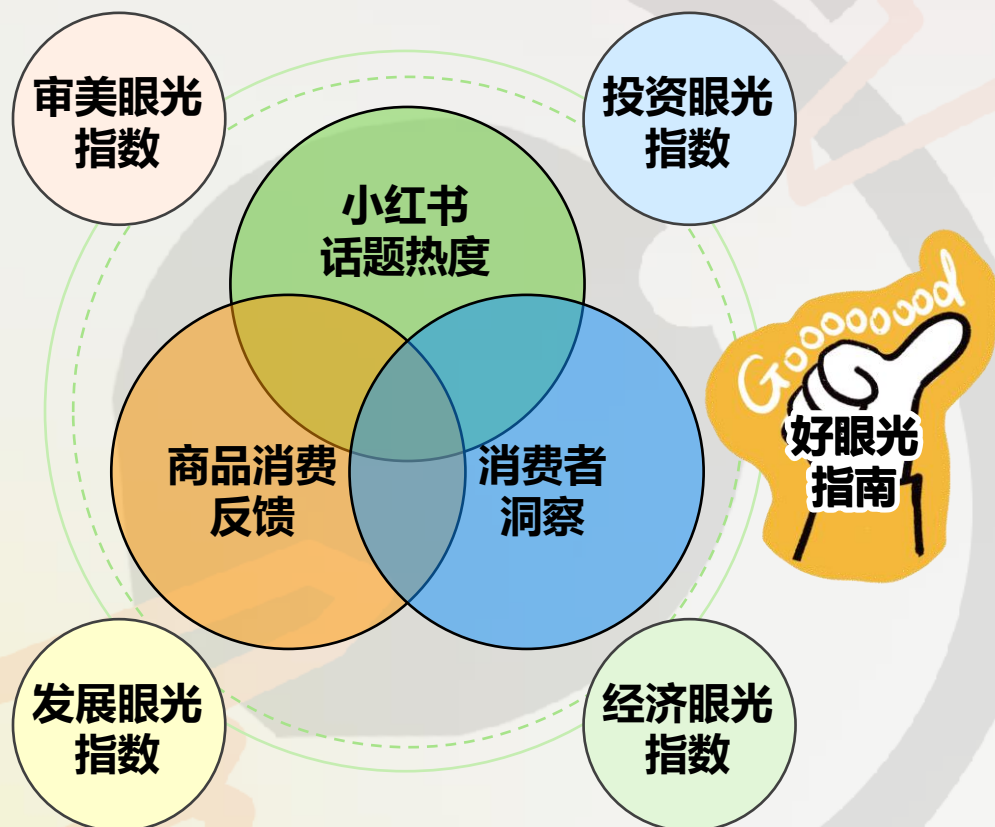 审美眼光
指数
投资眼光
指数
小红书
话题热度
Goooooood
好眼光
指南
商品消费
反馈
消费者
洞察
发展眼光
指数
经济眼光
指数